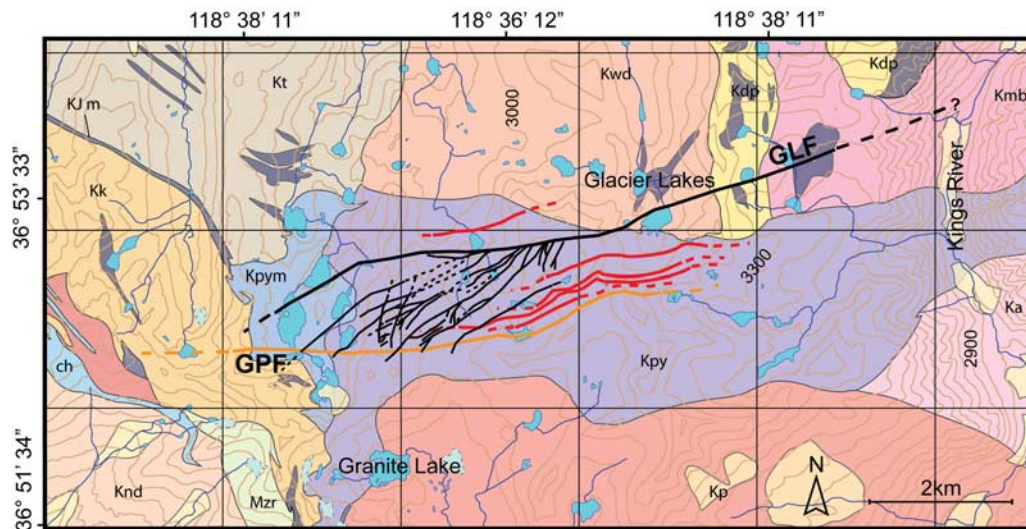 118° 38' 11" 118° 36' 12" 118° 38' 11"
36° 53' 33"
36° 51' 34"
Kt
3000
Kwd
Kdp
Kdp
Kmb
KJ m
?
GLF
Glacier Lakes
Kk
Kings River
Kpym
3300
Ka
GPF
Kpy
2900
ch
Granite Lake
Knd
Mzr
Kp
N
2km